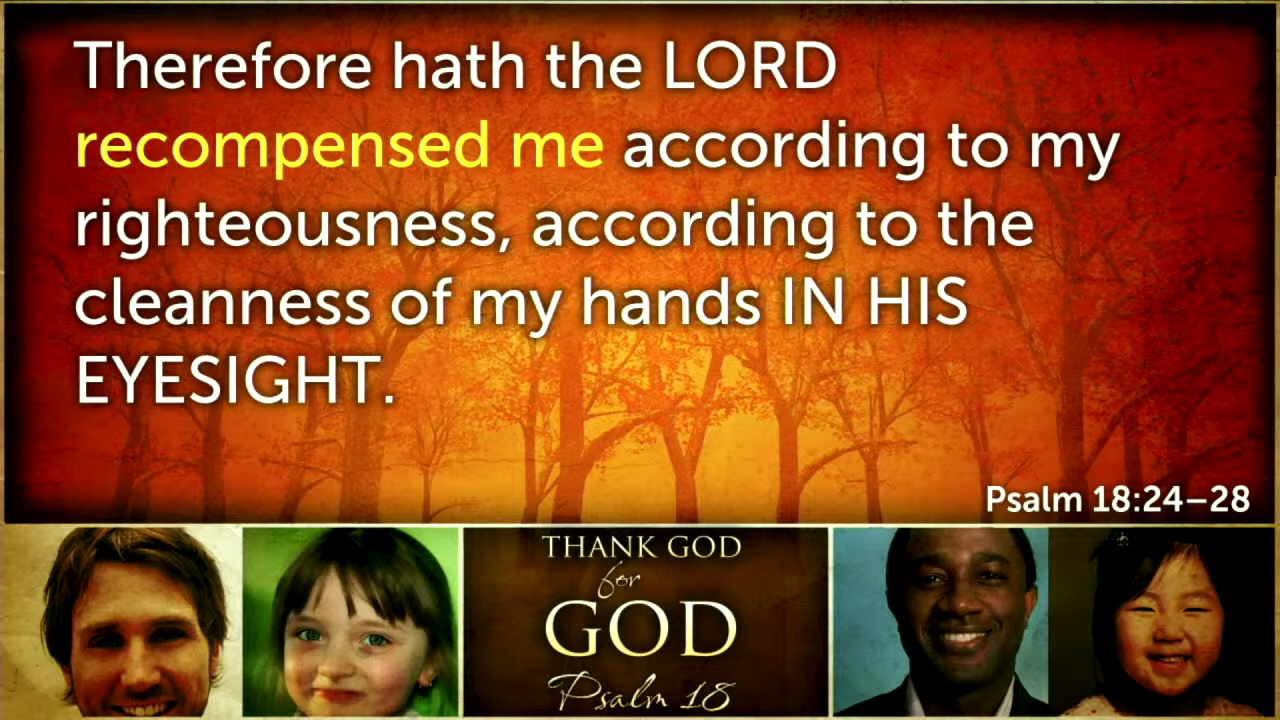 Therefore hath the LORD
recompensed me according to my
righteousness, according to the
cleanness of my hands IN HIS
EYESIGHT.
Psalm 18:24–28
THANK GOD
for
GOD
Psalm 18